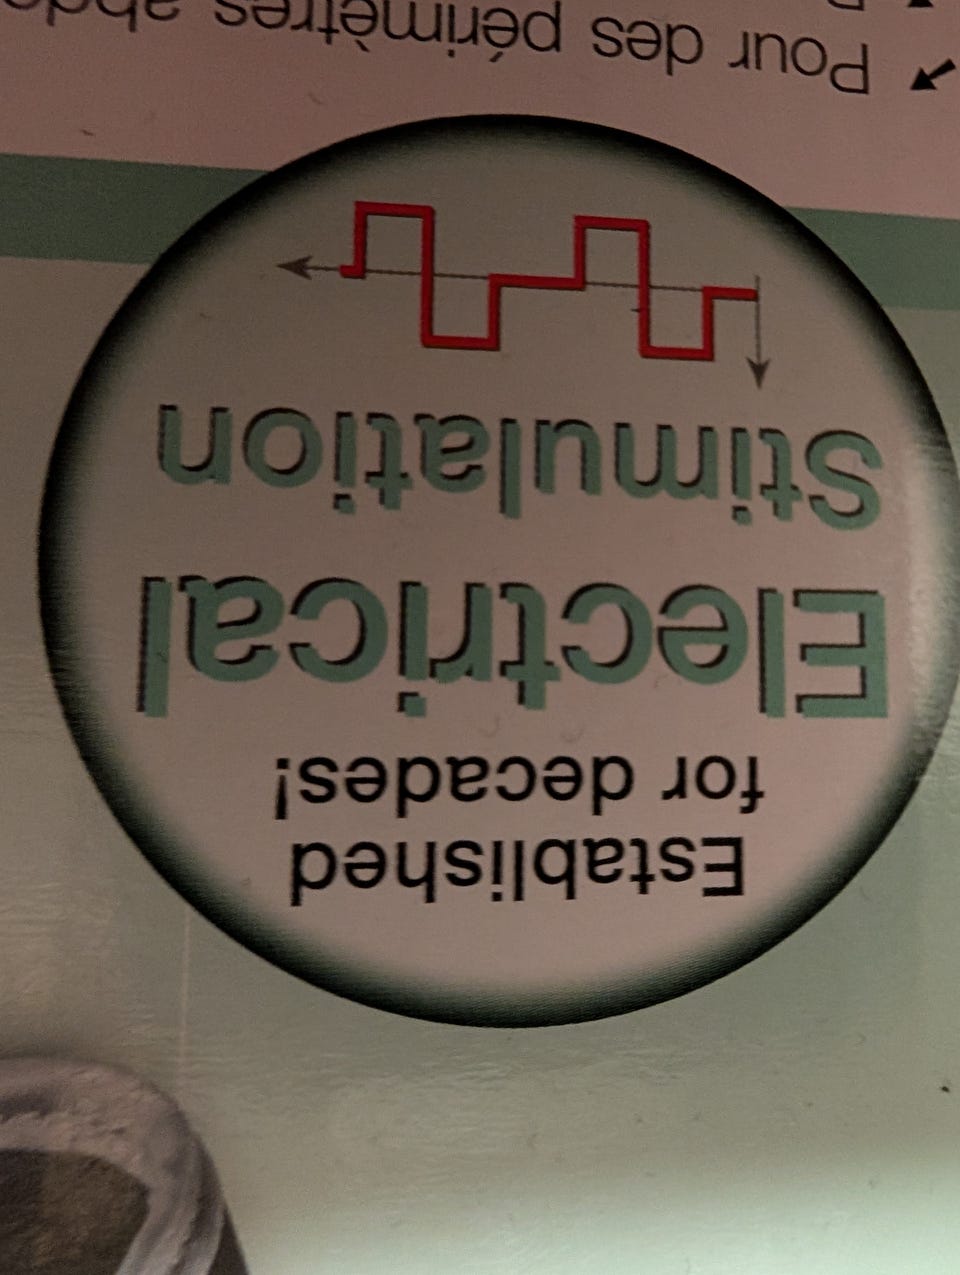 Established
for decades!
Electrical
Stimulation
Pour des périmètres